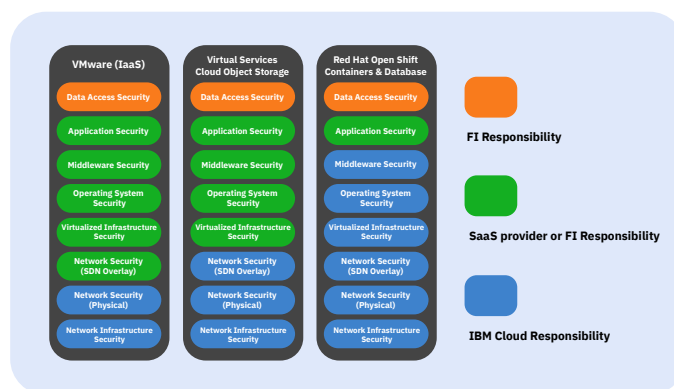 VMware (IaaS)
Data Access Security
Application Security
Middleware Security
Operating System
Security
Virtualized Infrastructure
Security
Network Security
(SDN Overlay)
Network Security
(Physical)
Network Infrastructure
Security
Virtual Services
Cloud Object Storage
Data Access Security
Application Security
Middleware Security
Operating System
Security
Virtualized Infrastructure
Security
Network Security
(SDN Overlay)
Network Security
(Physical)
Network Infrastructure
Security
Red Hat Open Shift
Containers & Database
Data Access Security
Application Security
Middleware Security
Operating System
Security
Virtualized Infrastructure
Security
Network Security
(SDN Overlay)
Network Security
(Physical)
Network Infrastructure
Security
FI Responsibility
SaaS provider or FI Responsibility
IBM Cloud Responsibility